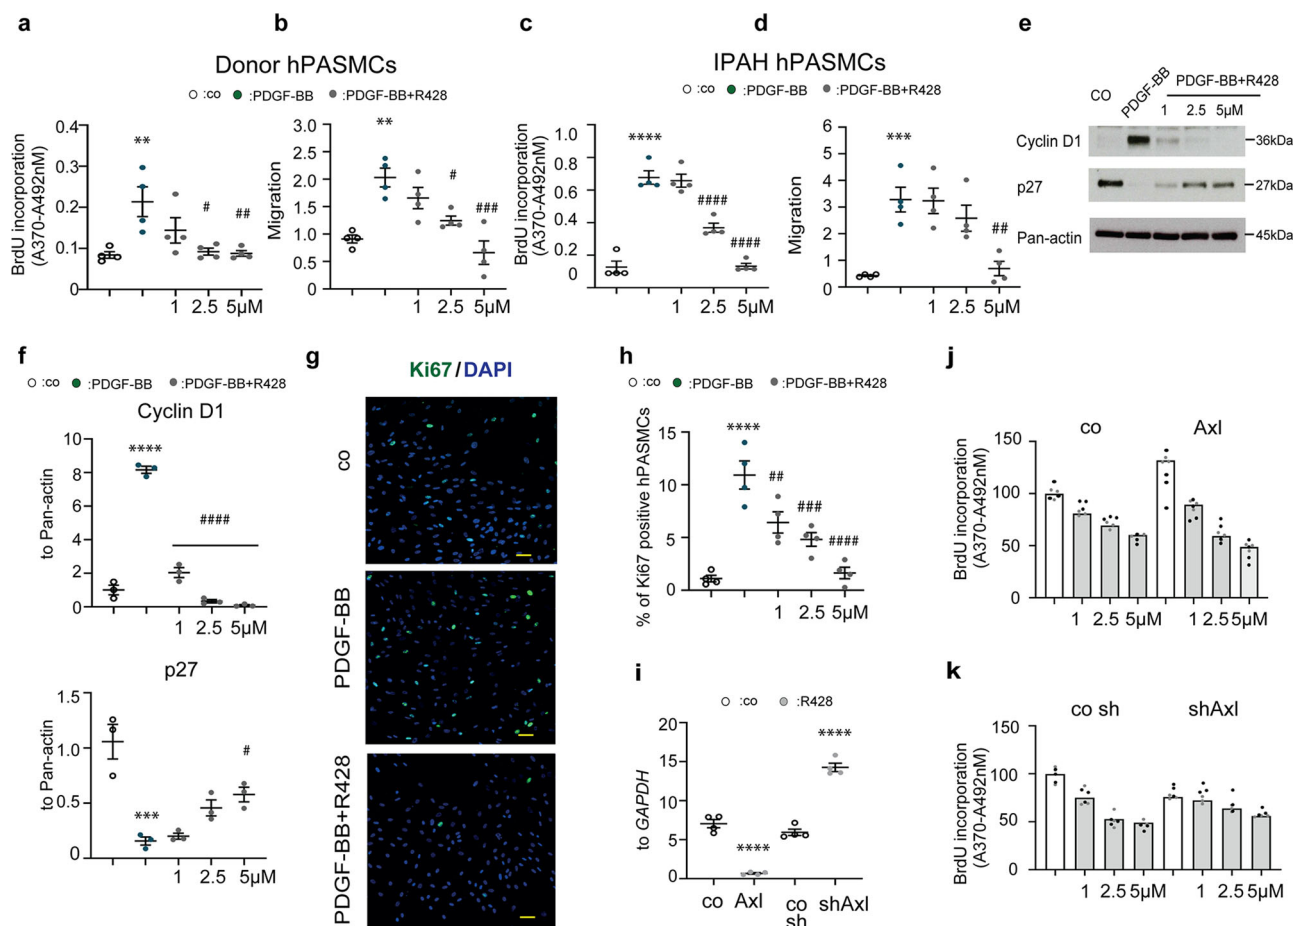 a
b
c
d
e
Donor hPASMCs
IPAH hPASMCs
:co :PDGF-BB :PDGF-BB+R428
:co :PDGF-BB :PDGF-BB+R428
BrdU incorporation
(A370-A492nM)
0.4
0.3
0.2
0.1
0
**
#
##
1 2.5 5µM
Migration
3.0
2.5
2.0
1.5
1.0
0.5
0
**
#
###
1 2.5 5µM
BrdU incorporation
(A370-A492nM)
1.0
0.8
0.6
0.4
0.2
0
****
####
####
1 2.5 5µM
Migration
6
5
4
3
2
1
0
***
##
1 2.5 5µM
CO PDGF-BB PDGF-BB+R428
1 2.5 5µM
Cyclin D1 36kDa
p27 27kDa
Pan-actin 45kDa
f
:co :PDGF-BB :PDGF-BB+R428
Cyclin D1
to Pan-actin
10
8
6
4
2
0
****
####
1 2.5 5µM
p27
to Pan-actin
1.5
1.0
0.5
0
***
#
1 2.5 5µM
g
Ki67/DAPI
co
PDGF-BB
PDGF-BB+R428
h
:co :PDGF-BB :PDGF-BB+R428
% of Ki67 positive hPASMCs
15
10
5
0
****
##
###
####
1 2.5 5µM
i
:co :R428
to GAPDH
20
15
10
5
0
****
****
co Axl co sh shAxl
j
co Axl
BrdU incorporation
(A370-A492nM)
150
100
50
0
1 2.5 5µM 1 2.5 5µM
k
co sh shAxl
BrdU incorporation
(A370-A492nM)
150
100
50
0
1 2.5 5µM 1 2.5 5µM